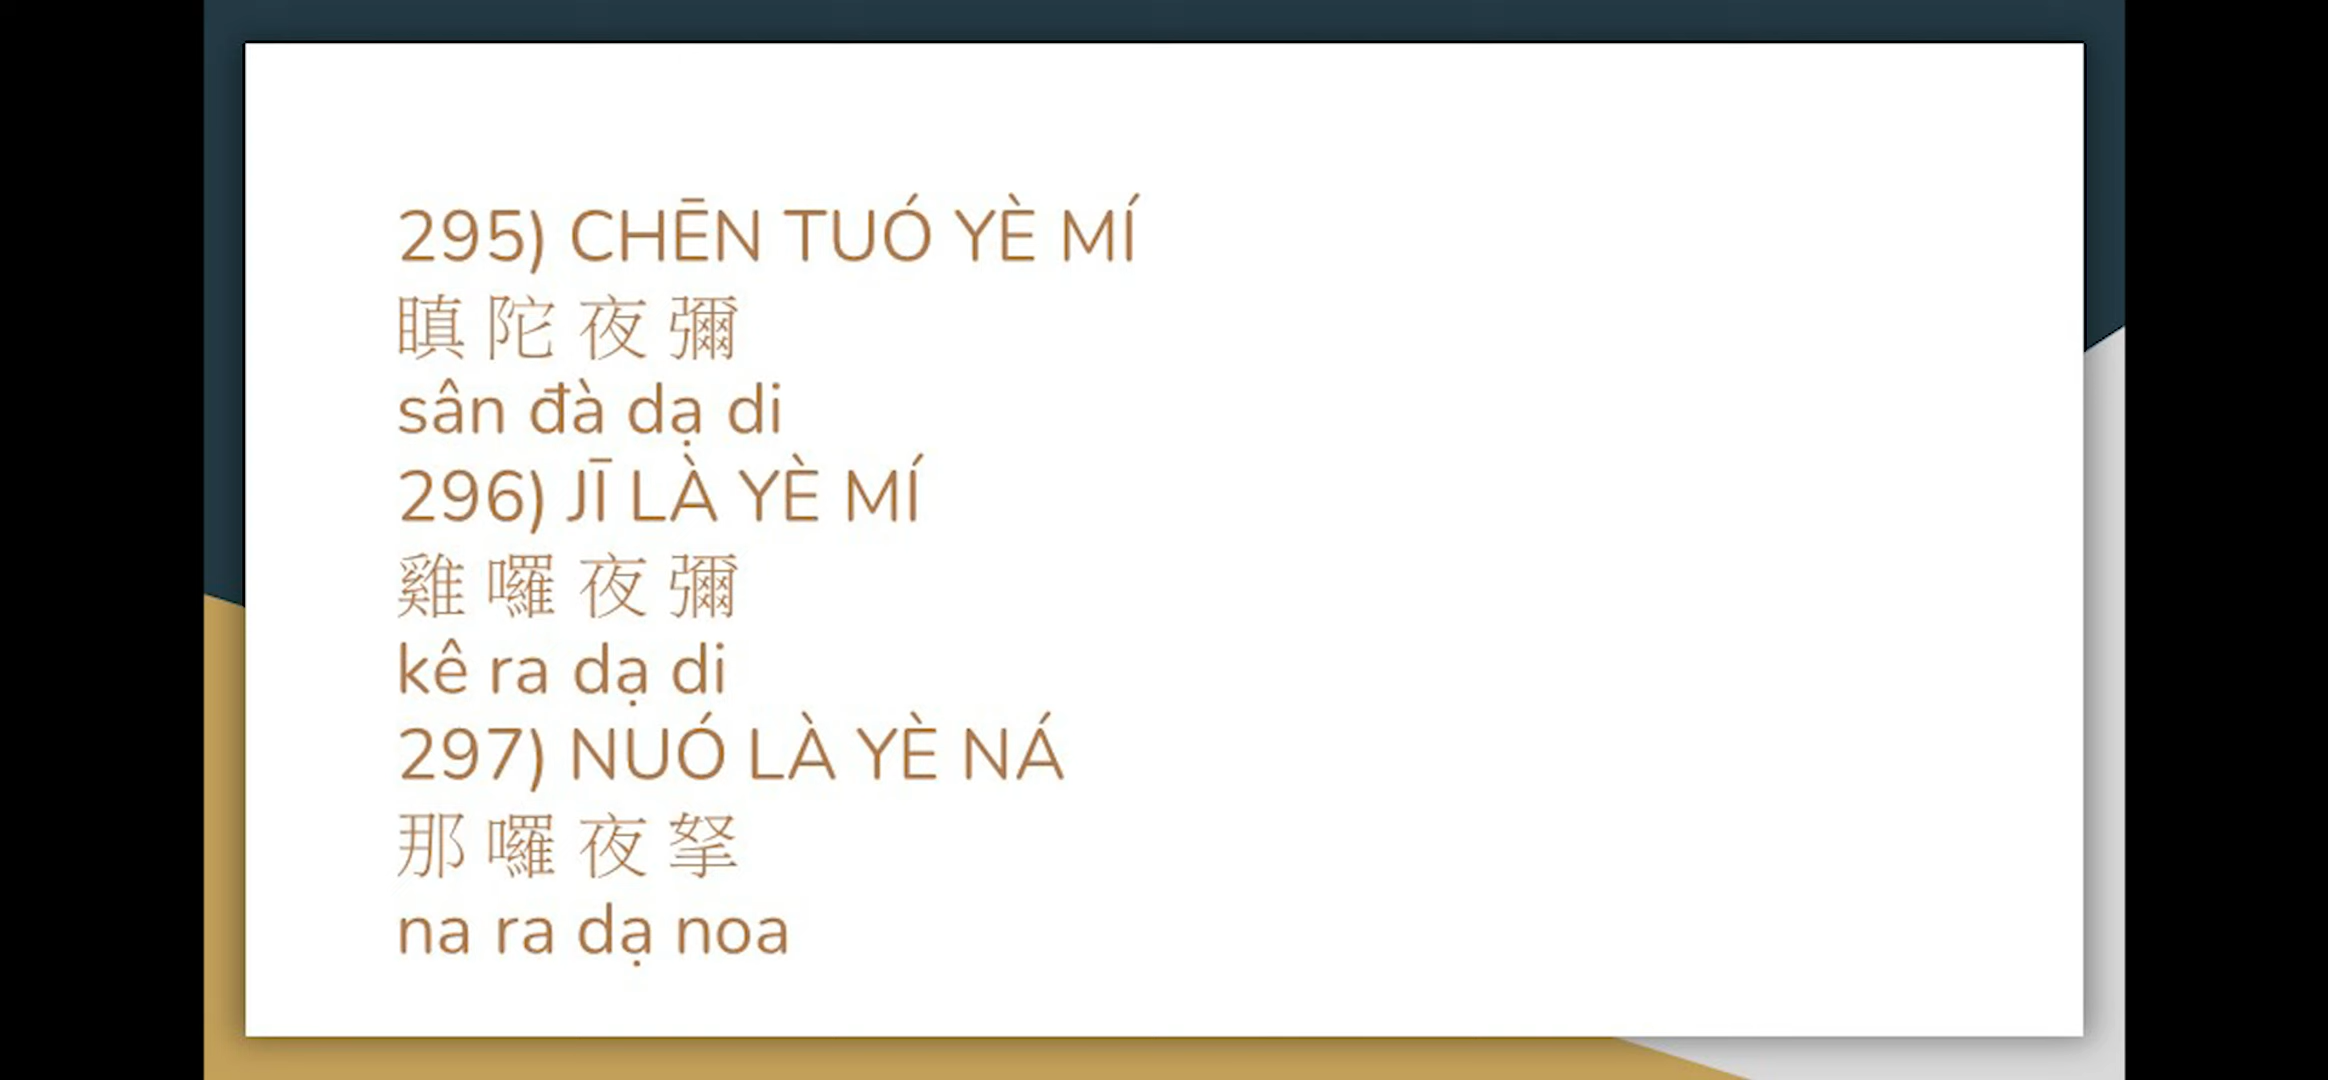 295) CHĒN TUÓ YÈ MÍ
瞋 陀 夜 彌
sân đà dạ di
296) JĪ LÀ YÈ MÍ
雞 囉 夜 彌
kê ra dạ di
297) NUÓ LÀ YÈ NÁ
那 囉 夜 拏
na ra dạ noa